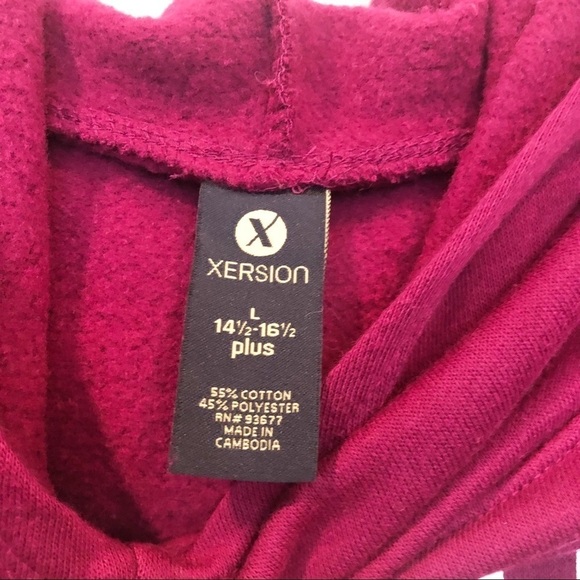 X
XERSION
L
14½-16½
plus
55% COTTON
45% POLYESTER
RN# 93677
MADE IN
CAMBODIA